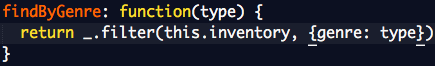 findByGenre: function(type) {
  return _.filter(this.inventory, {genre: type})
}